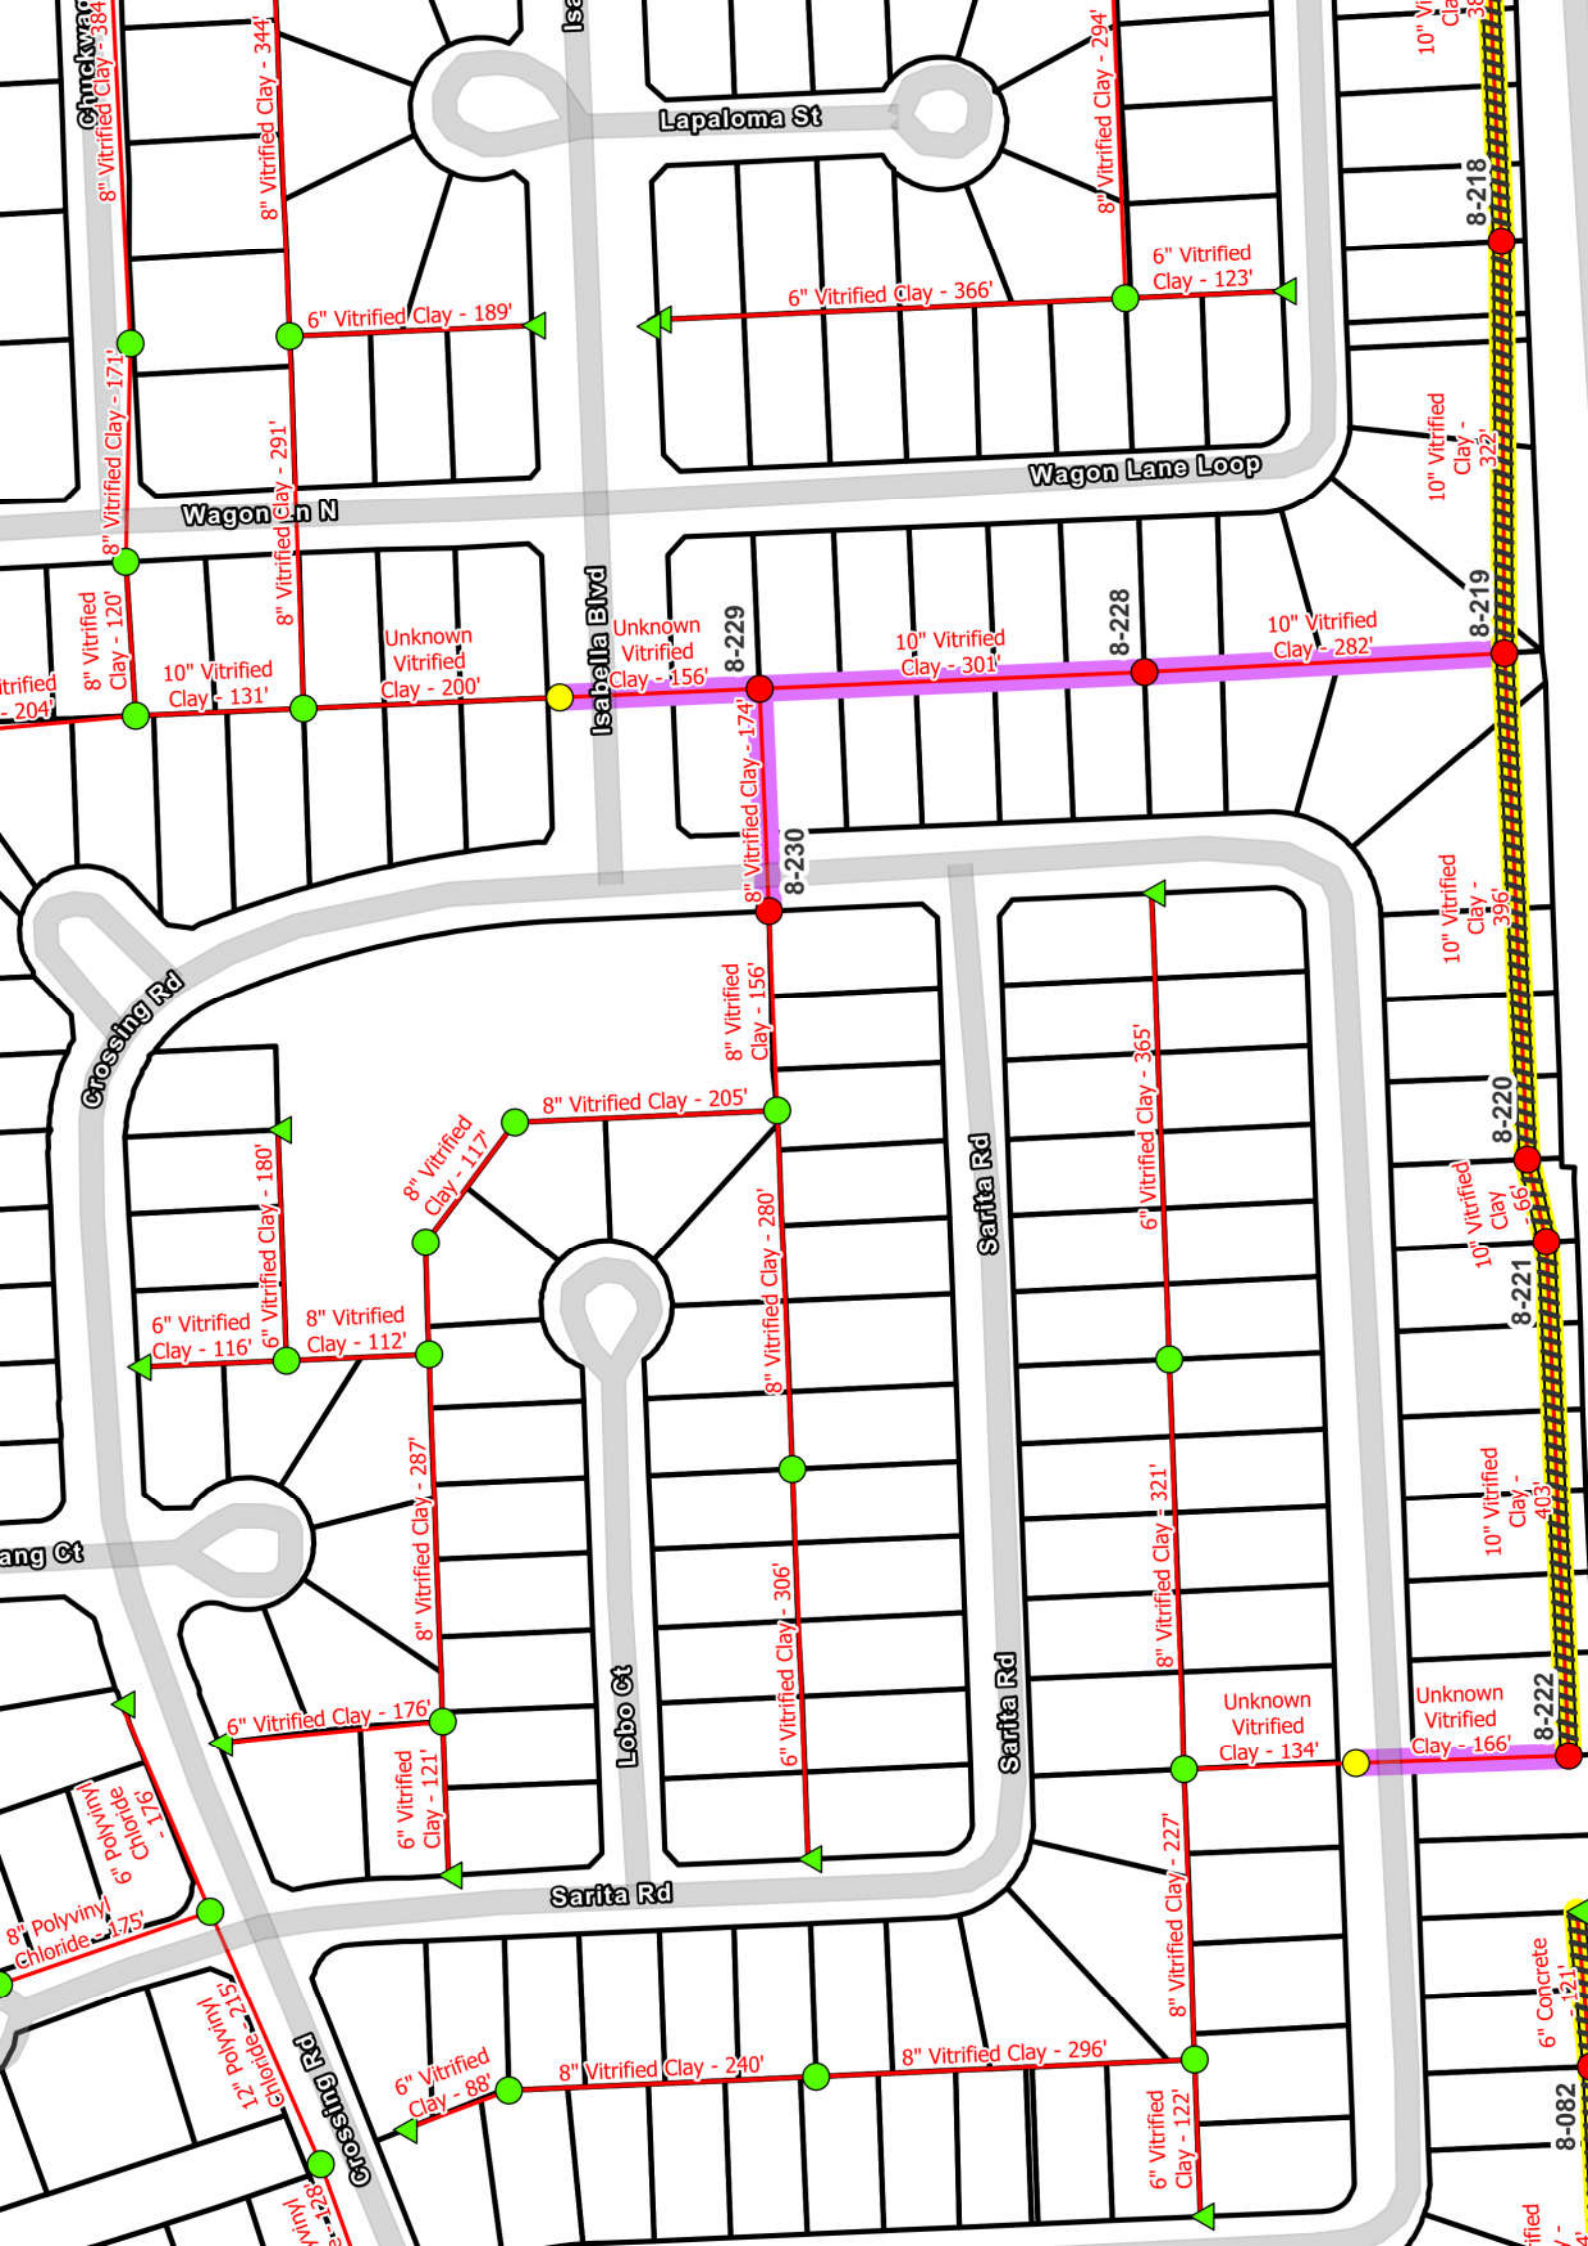 8" Vitrified Clay - 384'
8" Vitrified Clay - 344'
Lapaloma St
8" Vitrified Clay - 294'
10"
8-218
6" Vitrified
Clay - 123'
6" Vitrified Clay - 366'
6" Vitrified Clay - 189'
8" Vitrified Clay - 171'
8" Vitrified Clay - 291'
10" Vitrified
Clay -
322'
Wagon Lane Loop
Wagon Ln N
8" Vitrified
Clay - 120'
10" Vitrified
Clay - 131'
Unknown
Vitrified
Clay - 200'
Isabella Blvd
Unknown
Vitrified
Clay - 156'
8-229
10" Vitrified
Clay - 301'
8-228
10" Vitrified
Clay - 282'
8-219
- 204'
8" Vitrified Clay - 174'
8-230
10" Vitrified
Clay -
396'
Crossing Rd
8" Vitrified
Clay - 156'
8" Vitrified Clay - 205'
8" Vitrified
Clay - 117'
6" Vitrified Clay - 365'
8-220
Sarita Rd
10" Vitrified
Clay
- 66'
8-221
6" Vitrified Clay - 180'
8" Vitrified Clay - 280'
6" Vitrified
Clay - 116'
8" Vitrified
Clay - 112'
8" Vitrified Clay - 287'
8" Vitrified Clay - 321'
10" Vitrified
Clay -
403'
ang Ct
6" Vitrified Clay - 306'
Lobo Ct
Sarita Rd
6" Vitrified Clay - 176'
6" Vitrified
Clay - 121'
Unknown
Vitrified
Clay - 134'
Unknown
Vitrified
Clay - 166'
8-222
6" Polyvinyl
Chloride
- 176'
8" Polyvinyl
Chloride - 175'
Sarita Rd
8" Vitrified Clay - 227'
6" Concrete
- 121'
12" Polyvinyl
Chloride - 215'
Crossing Rd
6" Vitrified
Clay - 88'
8" Vitrified Clay - 240'
8" Vitrified Clay - 296'
6" Vitrified
Clay - 122'
8-082
- 128'